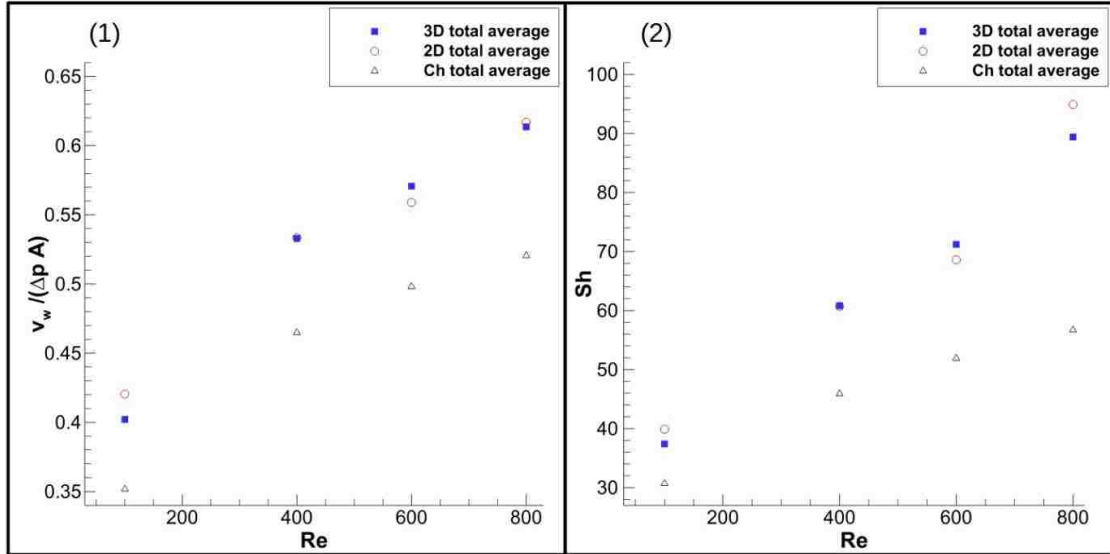 (1)
3D total average
2D total average
Ch total average
0.65
0.6
0.55
0.5
0.45
0.4
0.35
v_w /(Δp A)
200
400
600
800
Re
(2)
3D total average
2D total average
Ch total average
100
90
80
70
60
50
40
30
Sh
200
400
600
800
Re